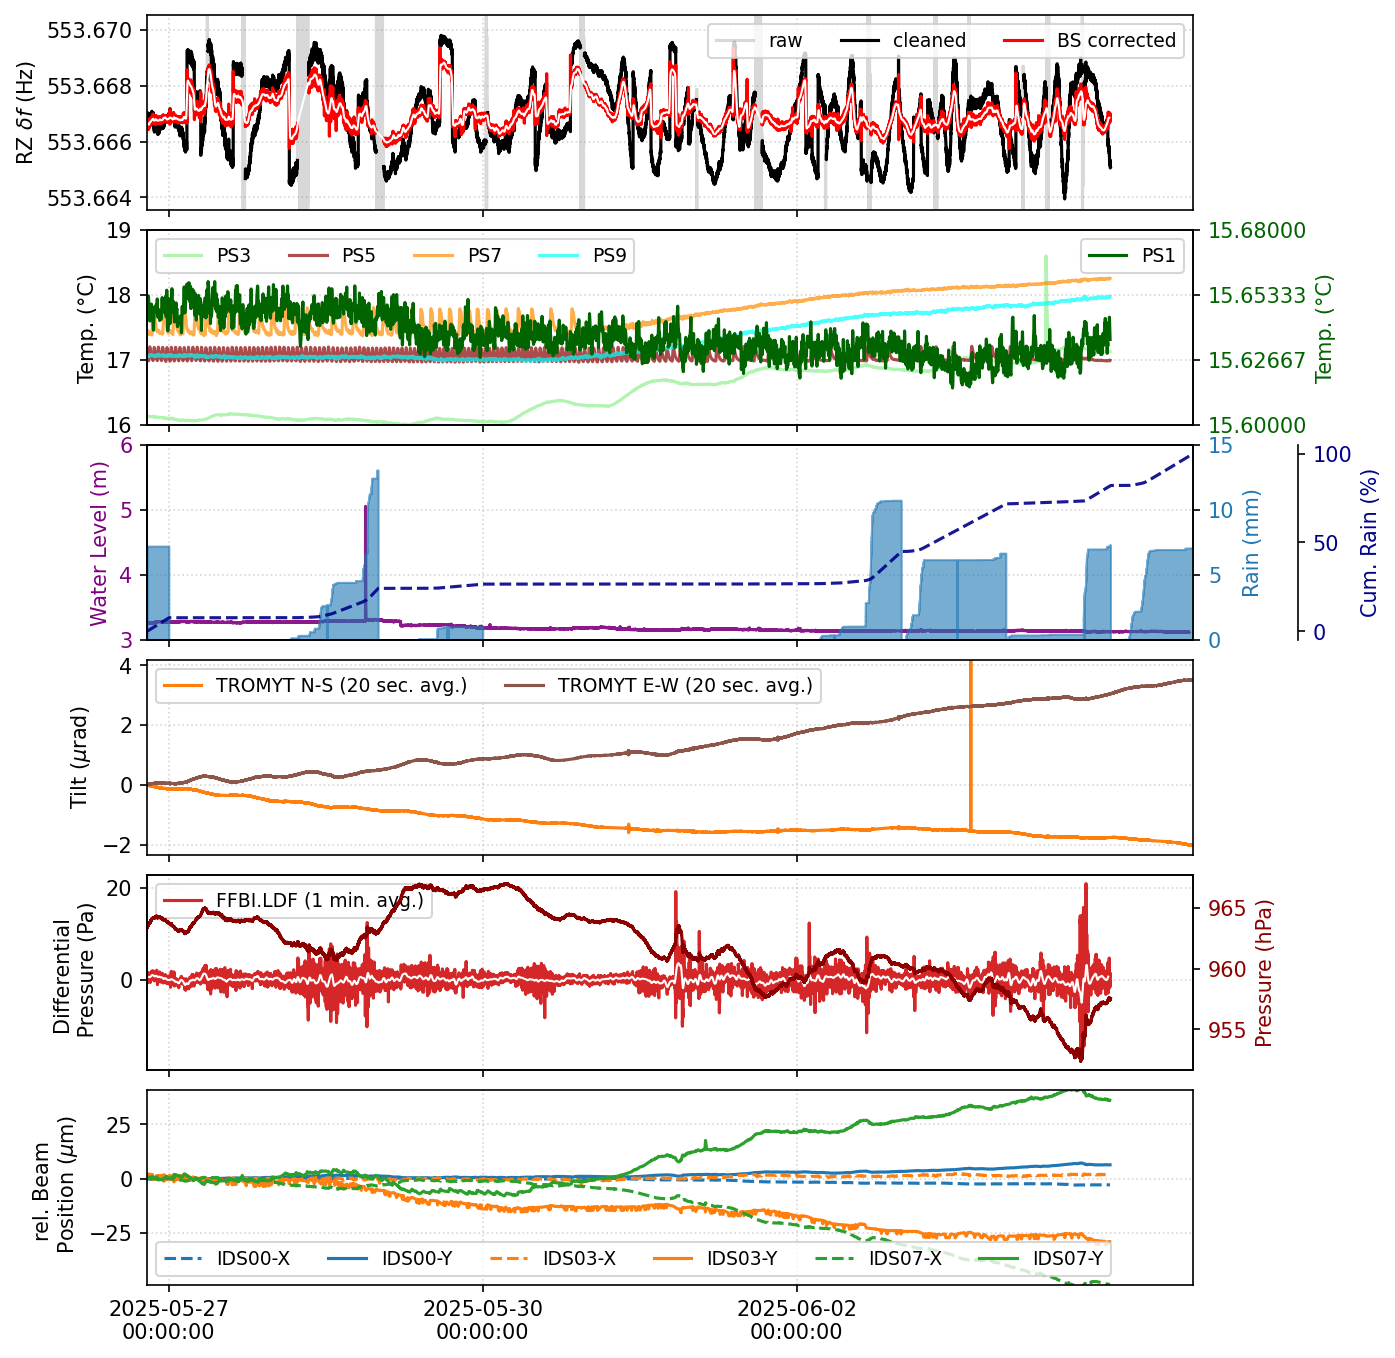 RZ δf (Hz)
553.670
553.668
553.666
553.664
raw
cleaned
BS corrected
Temp. (°C)
19
18
17
16
PS3
PS5
PS7
PS9
PS1
15.68000
15.65333
15.62667
15.60000
Temp. (°C)
Water Level (m)
6
5
4
3
15
10
5
0
Rain (mm)
100
50
0
Cum. Rain (%)
Tilt (μrad)
4
2
0
−2
TROMYT N-S (20 sec. avg.)
TROMYT E-W (20 sec. avg.)
Differential
Pressure (Pa)
20
0
FFBI.LDF (1 min. avg.)
965
960
955
Pressure (hPa)
rel. Beam
Position (μm)
25
0
−25
IDS00-X
IDS00-Y
IDS03-X
IDS03-Y
IDS07-X
IDS07-Y
2025-05-27
00:00:00
2025-05-30
00:00:00
2025-06-02
00:00:00